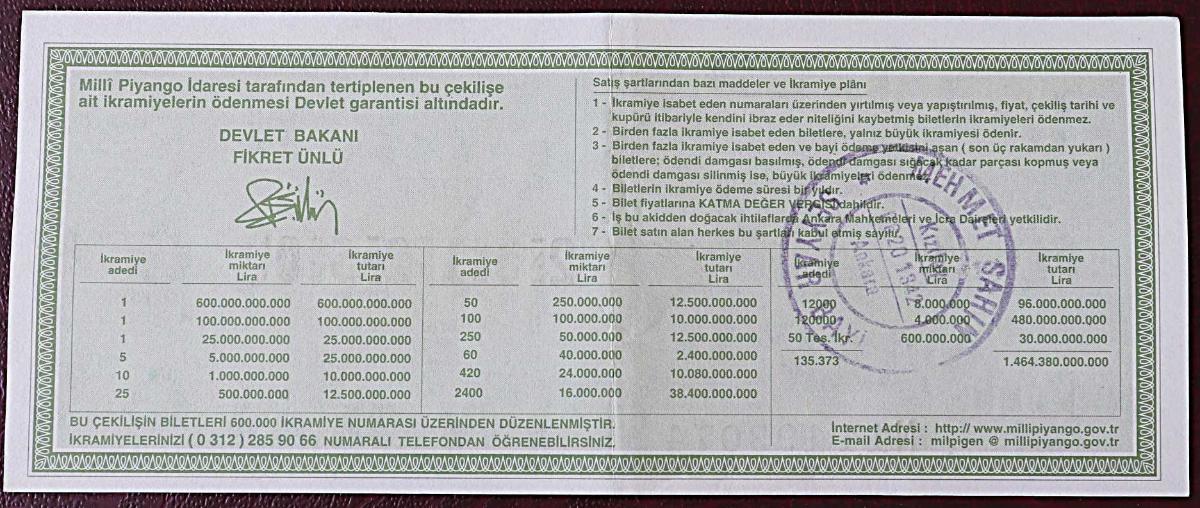 Millî Piyango İdaresi tarafından tertiplenen bu çekilişe
ait ikramiyelerin ödenmesi Devlet garantisi altındadır.
DEVLET BAKANI
FİKRET ÜNLÜ
Satış şartlarından bazı maddeler ve İkramiye plânı
1 - İkramiye isabet eden numaraları üzerinden yırtılmış veya yapıştırılmış, fiyat, çekiliş tarihi ve
kupürü itibariyle kendini ibraz eder niteliğini kaybetmiş biletlerin ikramiyeleri ödenmez.
2 - Birden fazla ikramiye isabet eden biletlere, yalnız büyük ikramiyesi ödenir.
3 - Birden fazla ikramiye isabet eden ve bayi ödeme yetkisini aşan ( son üç rakamdan yukarı )
biletlere; ödendi damgası basılmış, ödendi damgası sığacak kadar parçası kopmuş veya
ödendi damgası silinmiş ise, büyük ikramiyeleri ödenmez.
4 - Biletlerin ikramiye ödeme süresi bir yıldır.
5 - Bilet fiyatlarına KATMA DEĞER VERGİSİ dahildir.
6 - İş bu akidden doğacak ihtilaflarda Ankara Mahkemeleri ve İcra Daireleri yetkilidir.
7 - Bilet satın alan herkes bu şartları kabul etmiş sayılır.
İkramiye adedi İkramiye miktarı Lira İkramiye tutarı Lira
1 600.000.000.000 600.000.000.000
1 100.000.000.000 100.000.000.000
1 25.000.000.000 25.000.000.000
5 5.000.000.000 25.000.000.000
10 1.000.000.000 10.000.000.000
25 500.000.000 12.500.000.000
İkramiye adedi İkramiye miktarı Lira İkramiye tutarı Lira
50 250.000.000 12.500.000.000
100 100.000.000 10.000.000.000
250 50.000.000 12.500.000.000
60 40.000.000 2.400.000.000
420 24.000.000 10.080.000.000
2400 16.000.000 38.400.000.000
İkramiye adedi İkramiye miktarı Lira İkramiye tutarı Lira
12000 8.000.000 96.000.000.000
120000 4.000.000 480.000.000.000
50 Tes. İkr. 600.000.000 30.000.000.000
135.373 1.464.380.000.000
MEHMET ŞAHİN
SEYYAR BAYİ
Ankara
BU ÇEKİLİŞİN BİLETLERİ 600.000 İKRAMİYE NUMARASI ÜZERİNDEN DÜZENLENMİŞTİR.
İKRAMİYELERİNİZİ ( 0 312 ) 285 90 66 NUMARALI TELEFONDAN ÖĞRENEBİLİRSİNİZ.
İnternet Adresi : http:// www.millipiyango.gov.tr
E-mail Adresi : milpigen @ millipiyango.gov.tr